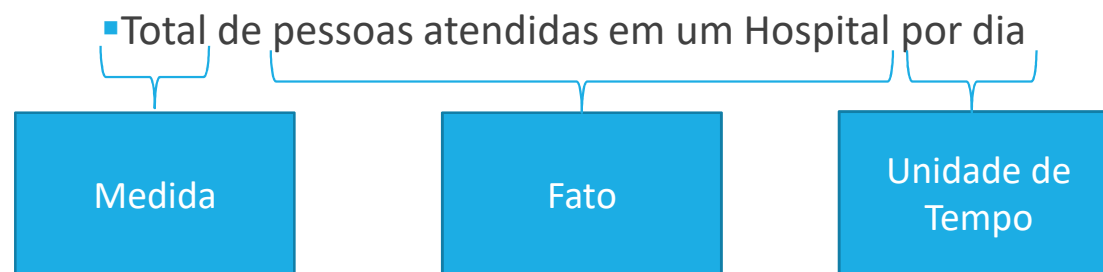 ▪Total de pessoas atendidas em um Hospital por dia
Medida
Fato
Unidade de
Tempo